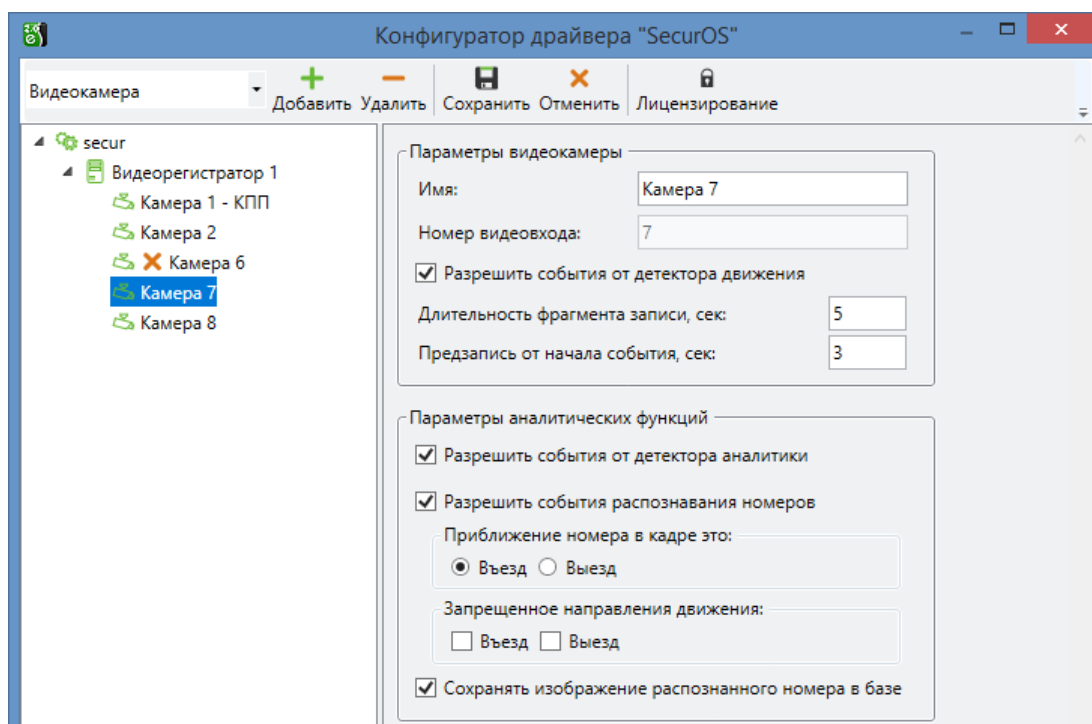 Конфигуратор драйвера "SecurOS"
Видеокамера
Добавить Удалить Сохранить Отменить Лицензирование
secur
Видеорегистратор 1
Камера 1 - КПП
Камера 2
Камера 6
Камера 7
Камера 8
Параметры видеокамеры
Имя: Камера 7
Номер видеовхода: 7
Разрешить события от детектора движения
Длительность фрагмента записи, сек: 5
Предзапись от начала события, сек: 3
Параметры аналитических функций
Разрешить события от детектора аналитики
Разрешить события распознавания номеров
Приближение номера в кадре это:
Въезд Выезд
Запрещенное направления движения:
Въезд Выезд
Сохранять изображение распознанного номера в базе